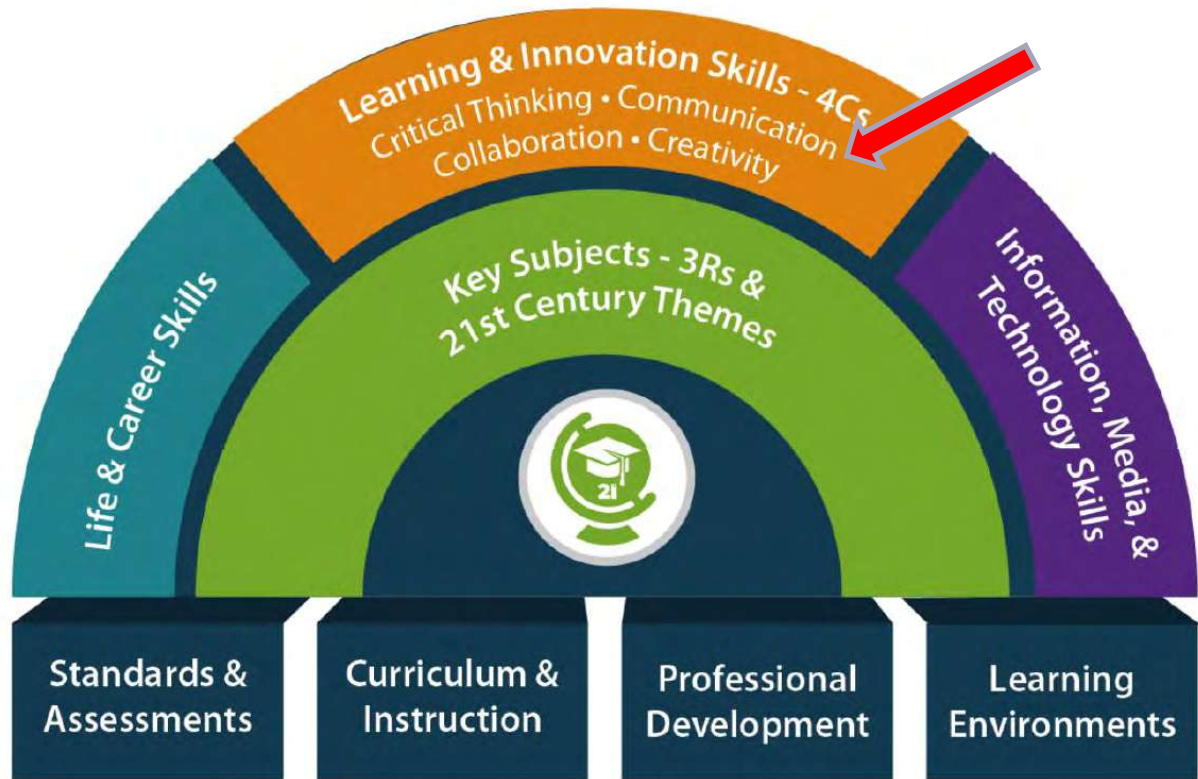 Learning & Innovation Skills - 4Cs
Critical Thinking • Communication
Collaboration • Creativity
Life & Career Skills
Key Subjects - 3Rs &
21st Century Themes
Information, Media, &
Technology Skills
21
Standards &
Assessments
Curriculum &
Instruction
Professional
Development
Learning
Environments